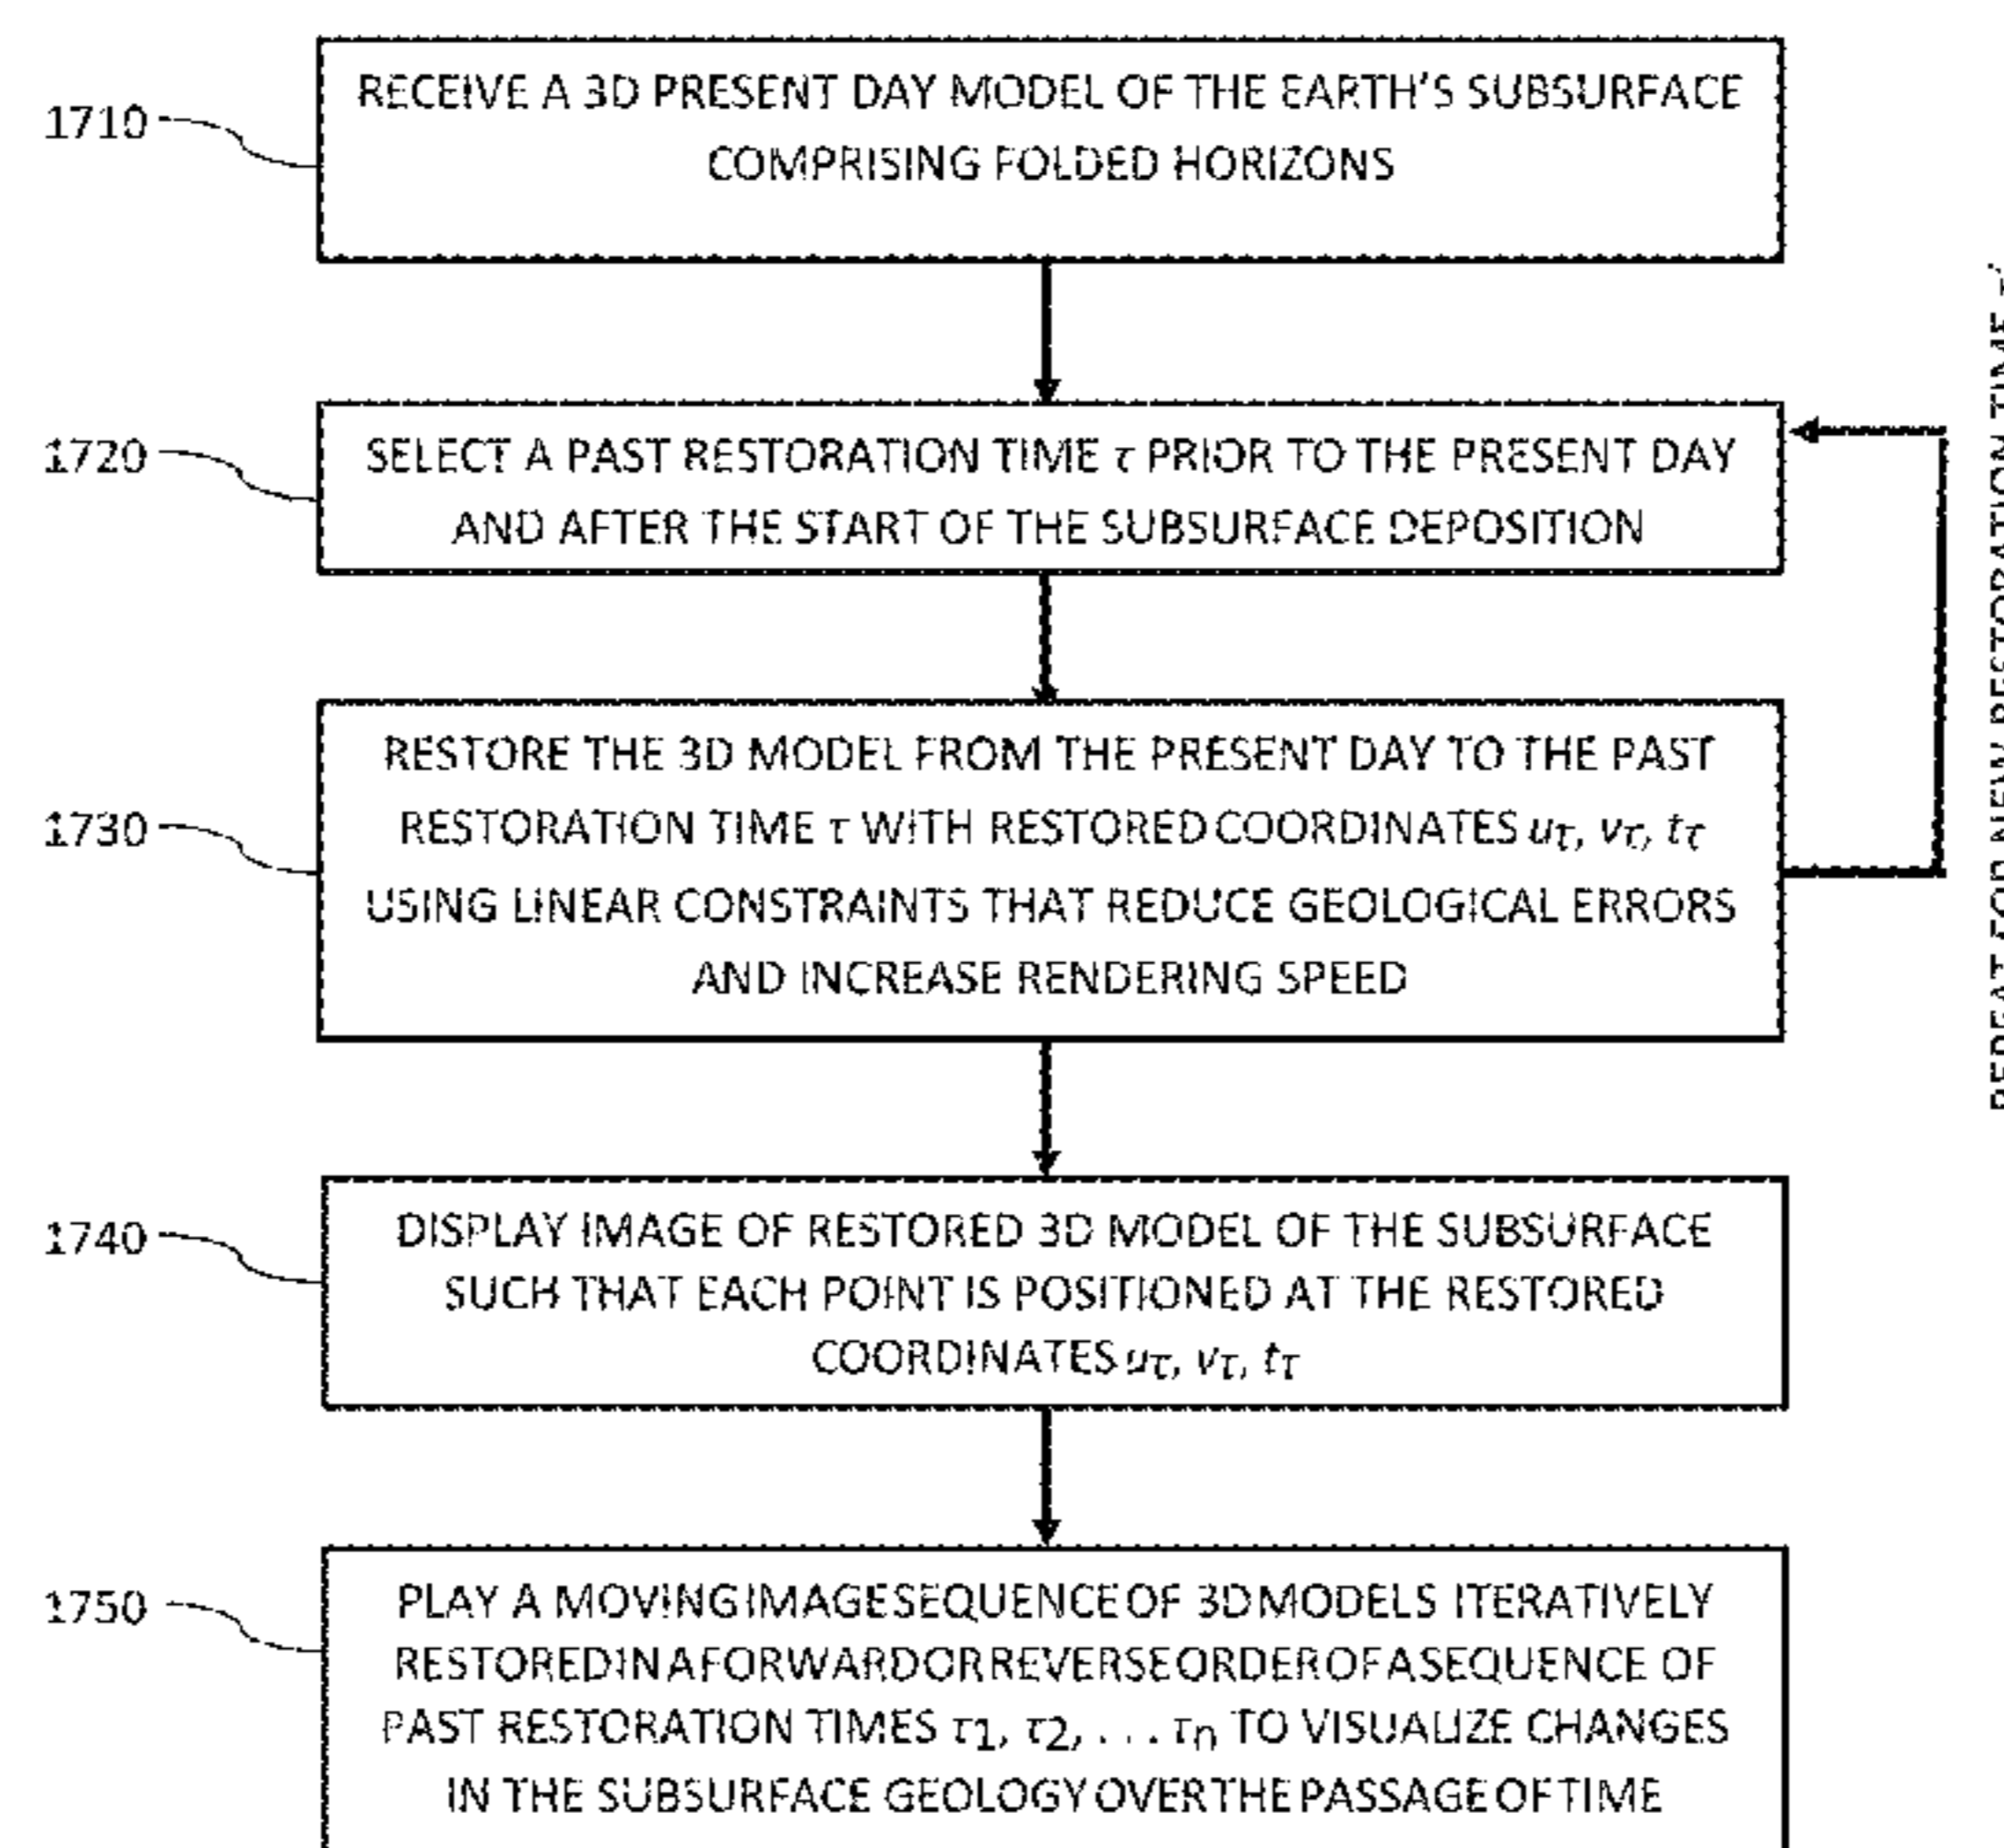 1710
RECEIVE A 3D PRESENT DAY MODEL OF THE EARTH'S SUBSURFACE
COMPRISING FOLDED HORIZONS
1720
SELECT A PAST RESTORATION TIME τ PRIOR TO THE PRESENT DAY
AND AFTER THE START OF THE SUBSURFACE DEPOSITION
1730
RESTORE THE 3D MODEL FROM THE PRESENT DAY TO THE PAST
RESTORATION TIME τ WITH RESTORED COORDINATES uτ, vτ, tτ
USING LINEAR CONSTRAINTS THAT REDUCE GEOLOGICAL ERRORS
AND INCREASE RENDERING SPEED
REPEAT FOR NEW RESTORATION TIME
1740
DISPLAY IMAGE OF RESTORED 3D MODEL OF THE SUBSURFACE
SUCH THAT EACH POINT IS POSITIONED AT THE RESTORED
COORDINATES uτ, vτ, tτ
1750
PLAY A MOVING IMAGE SEQUENCE OF 3D MODELS ITERATIVELY
RESTORED IN A FORWARD OR REVERSE ORDER OF A SEQUENCE OF
PAST RESTORATION TIMES τ1, τ2, . . . τn TO VISUALIZE CHANGES
IN THE SUBSURFACE GEOLOGY OVER THE PASSAGE OF TIME